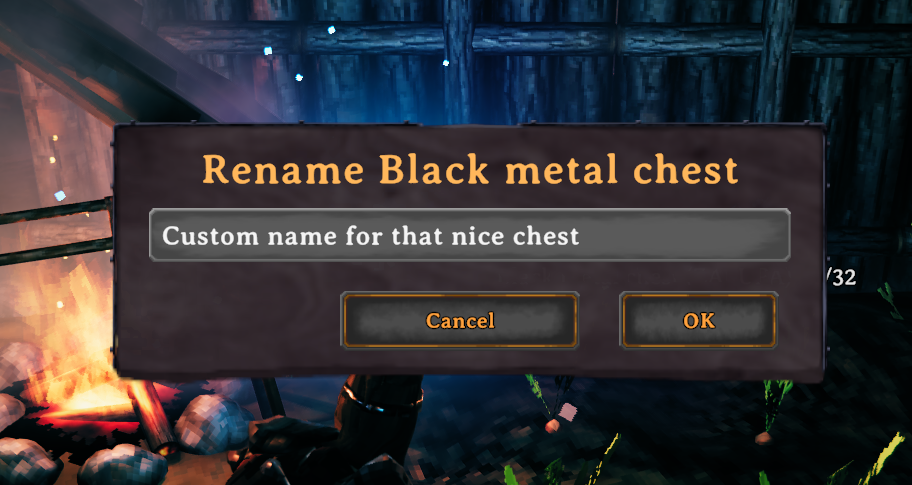 Rename Black metal chest
Custom name for that nice chest
/32
Cancel
OK